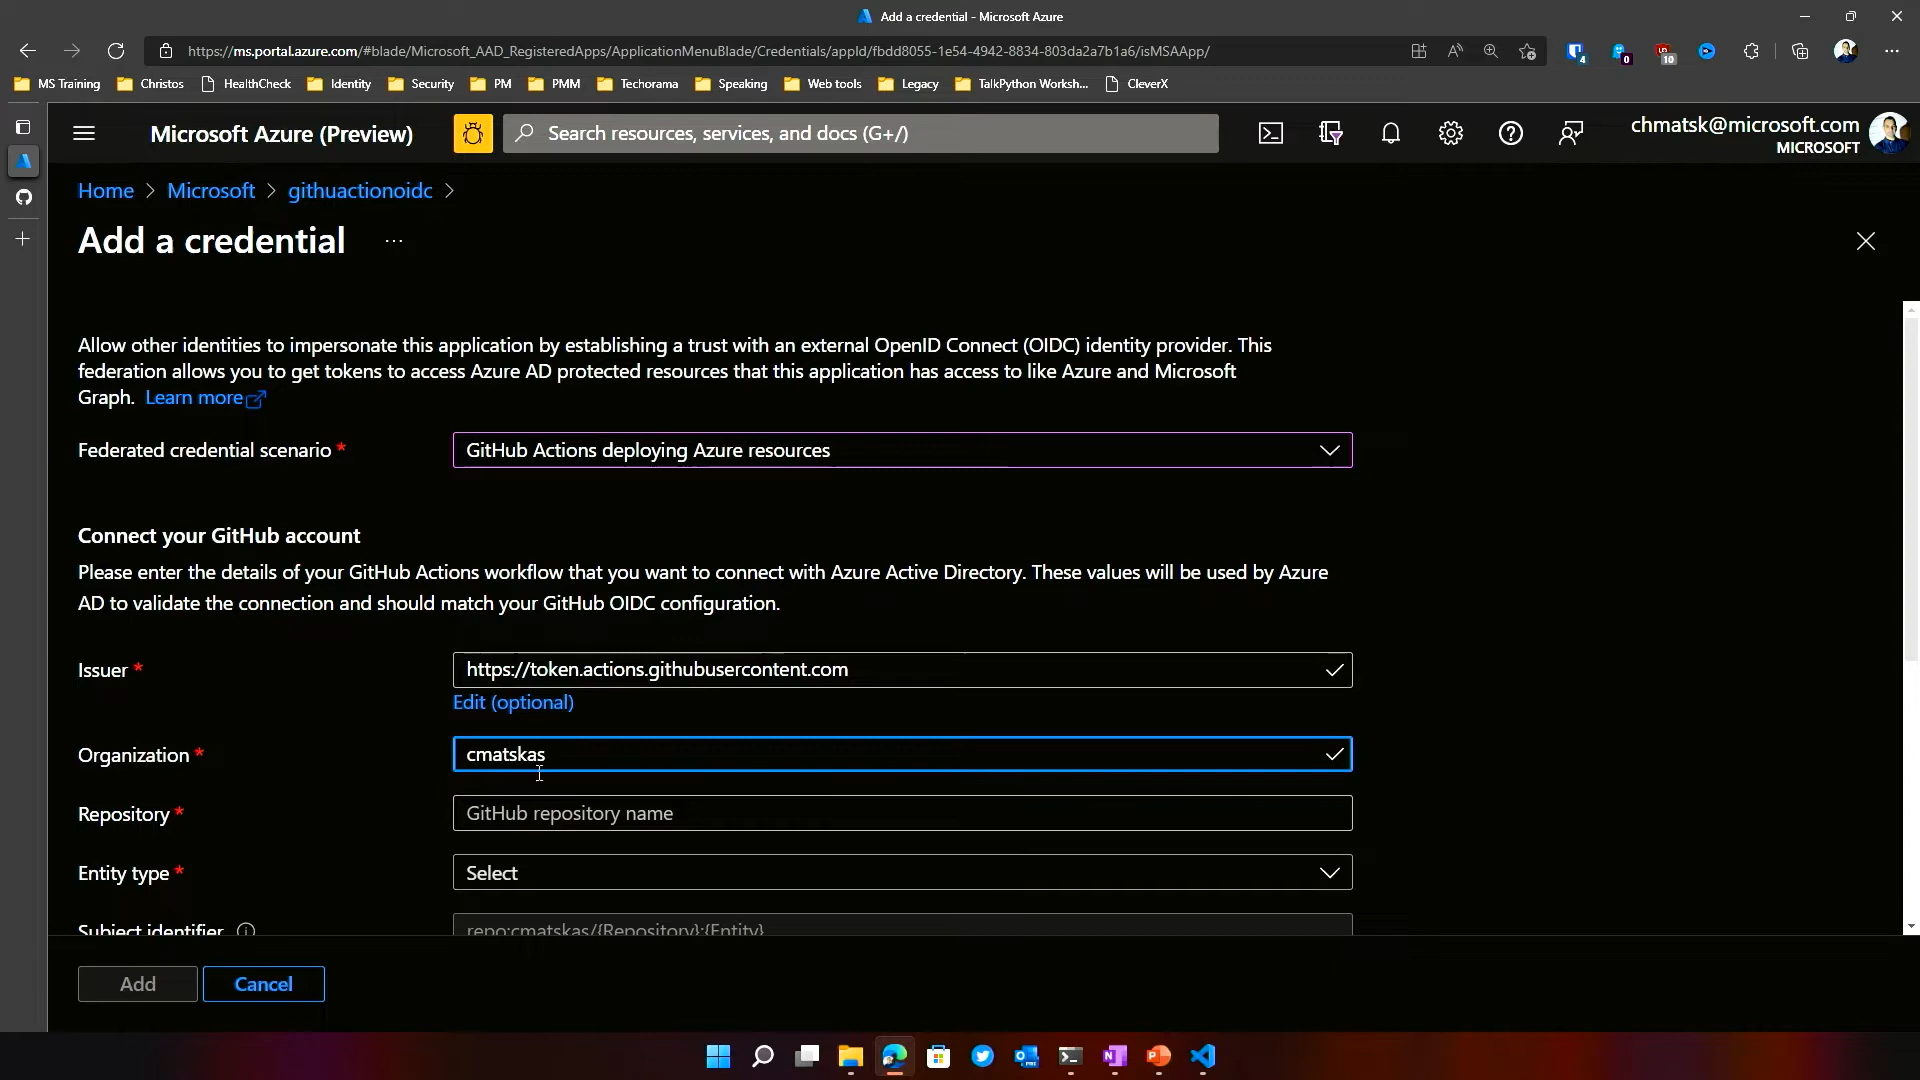 Add a credential - Microsoft Azure
https://ms.portal.azure.com/#blade/Microsoft_AAD_RegisteredApps/ApplicationMenuBlade/Credentials/appId/fbdd8055-1e54-4942-8834-803da2a7b1a6/isMSAApp/
4
0
10
MS Training
Christos
HealthCheck
Identity
Security
PM
PMM
Techorama
Speaking
Web tools
Legacy
TalkPython Worksh...
CleverX
Microsoft Azure (Preview)
Search resources, services, and docs (G+/)
chmatsk@microsoft.com
MICROSOFT
Home > Microsoft > githuactionoidc >
Add a credential ...
Allow other identities to impersonate this application by establishing a trust with an external OpenID Connect (OIDC) identity provider. This
federation allows you to get tokens to access Azure AD protected resources that this application has access to like Azure and Microsoft
Graph. Learn more
Federated credential scenario *
GitHub Actions deploying Azure resources
Connect your GitHub account
Please enter the details of your GitHub Actions workflow that you want to connect with Azure Active Directory. These values will be used by Azure
AD to validate the connection and should match your GitHub OIDC configuration.
Issuer *
https://token.actions.githubusercontent.com
Edit (optional)
Organization *
cmatskas
Repository *
GitHub repository name
Entity type *
Select
Subject identifier
repo:cmatskas/{Repository}:{Entity}
Add
Cancel